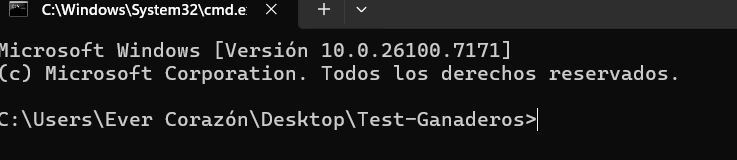 C:\Windows\System32\cmd.e:
Microsoft Windows [Versión 10.0.26100.7171]
(c) Microsoft Corporation. Todos los derechos reservados.
C:\Users\Ever Corazón\Desktop\Test-Ganaderos>